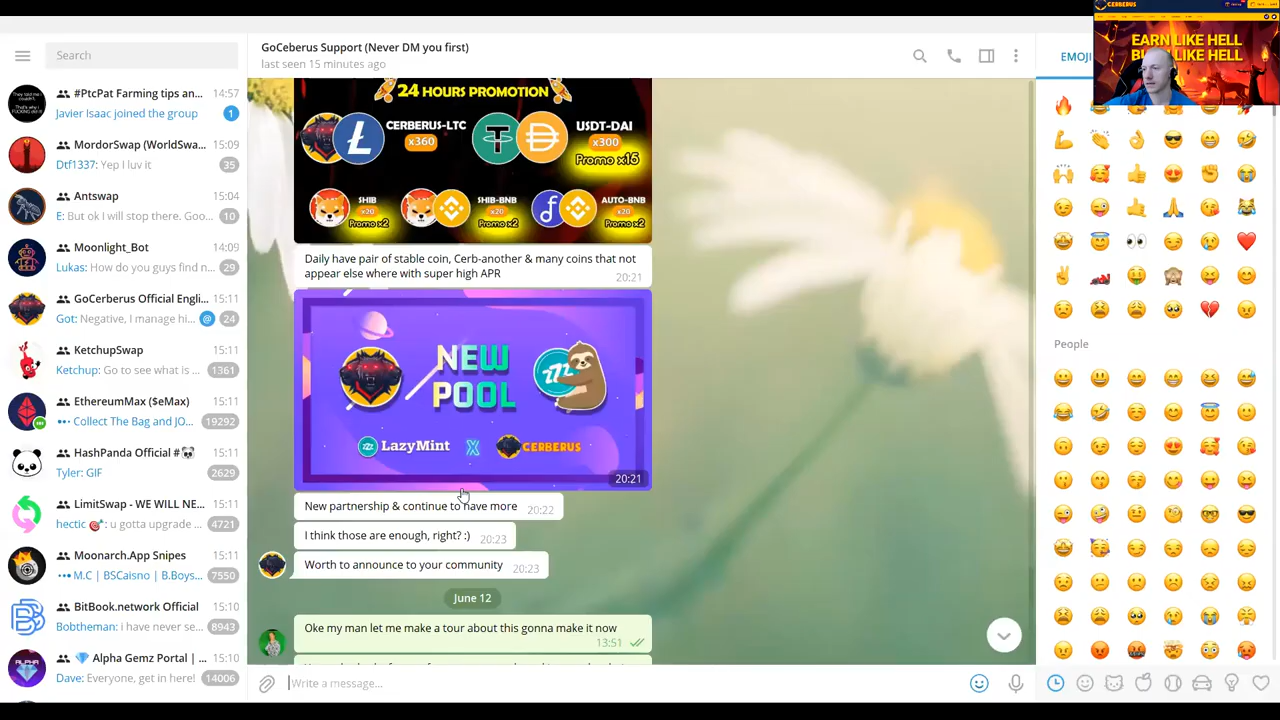 Search
#PtcPat Farming tips an...
14:57
Javier Isaac joined the group
1
MordorSwap (WorldSwa...
15:09
Dtf1337: Yep I luv it
35
Antswap
15:04
E: But ok I will stop there. Goo...
10
Moonlight_Bot
14:09
Lukas: How do you guys find n...
29
GoCerberus Official Engli...
15:11
Got: Negative, I manage hi...
@ 24
KetchupSwap
15:11
Ketchup: Go to see what is ...
1361
EthereumMax ($eMax)
15:11
Collect The Bag and JO...
19292
HashPanda Official #
15:11
Tyler: GIF
2629
LimitSwap - WE WILL NE...
15:11
hectic : u gotta upgrade ...
4721
Moonarch.App Snipes
15:11
M.C | BSCaisno | B.Boys...
7550
BitBook.network Official
15:10
Bobtheman: i have never se...
8943
Alpha Gemz Portal | ...
15:10
Dave: Everyone, get in here!
14006
ALPHA
GoCeberus Support (Never DM you first)
last seen 15 minutes ago
24 HOURS PROMOTION
CERBERUS-LTC
x360
USDT-DAI
x300
Promo x15
SHIB
x20
Promo x2
SHIB-BNB
x20
Promo x2
AUTO-BNB
x20
Promo x2
Daily have pair of stable coin, Cerb-another & many coins that not
appear else where with super high APR
20:21
NEW
POOL
zzz
LazyMint X CERBERUS
20:21
New partnership & continue to have more
20:22
I think those are enough, right? :)
20:23
Worth to announce to your community
20:23
June 12
Oke my man let me make a tour about this gonna make it now
13:51
Write a message...
EMOJI
People
CERBERUS
EARN LIKE HELL